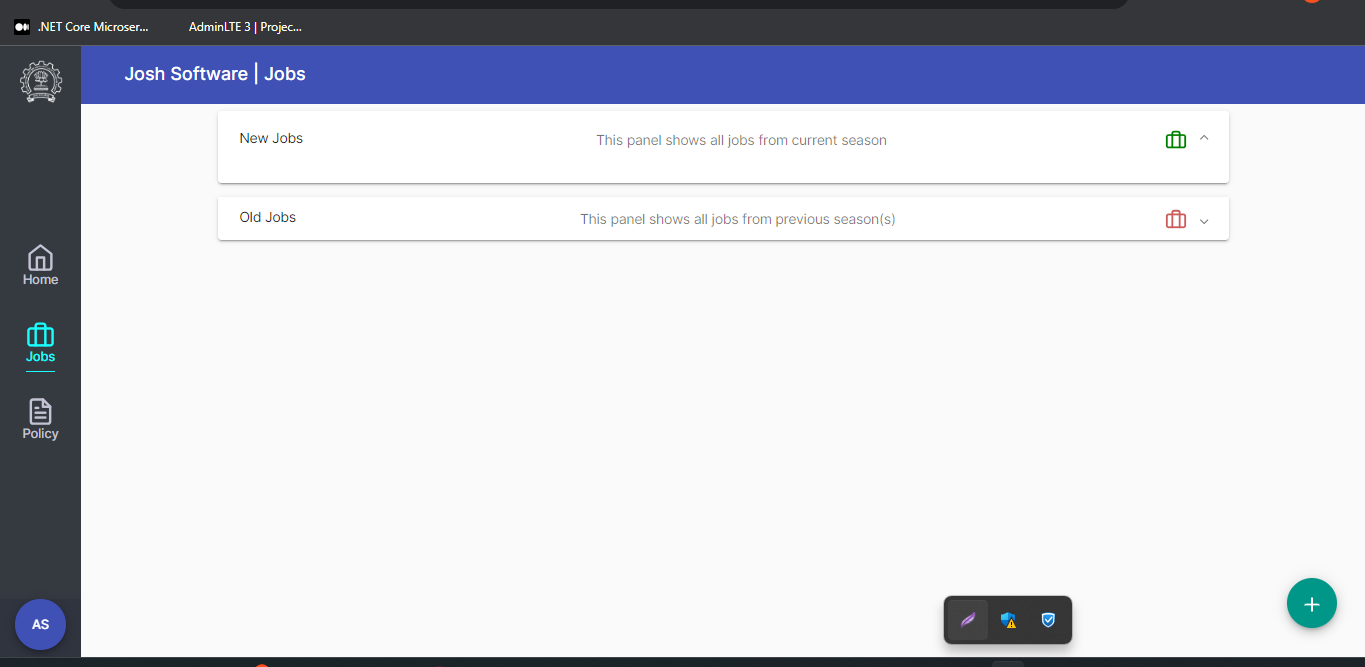 .NET Core Microser...
AdminLTE 3 | Projec...
Josh Software | Jobs
New Jobs
This panel shows all jobs from current season
Old Jobs
This panel shows all jobs from previous season(s)
Home
Jobs
Policy
AS